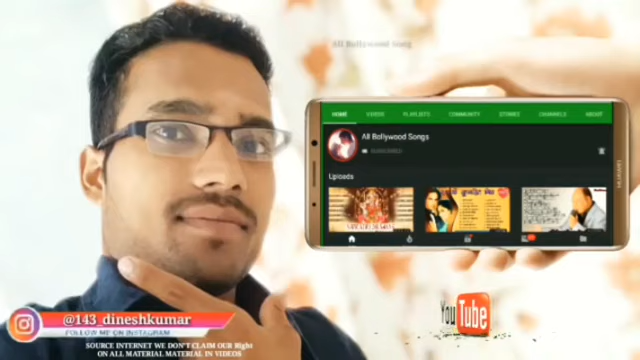 All Bollywood Song
HOME VIDEOS PLAYLISTS COMMUNITY STORIES CHANNELS ABOUT
All Bollywood Songs
SUBSCRIBED
Uploads
YouTube
@143_dineshkumar
FOLLOW ME ON INSTAGRAM
SOURCE INTERNET WE DON'T CLAIM OUR Right
ON ALL MATERIAL MATERIAL IN VIDEOS